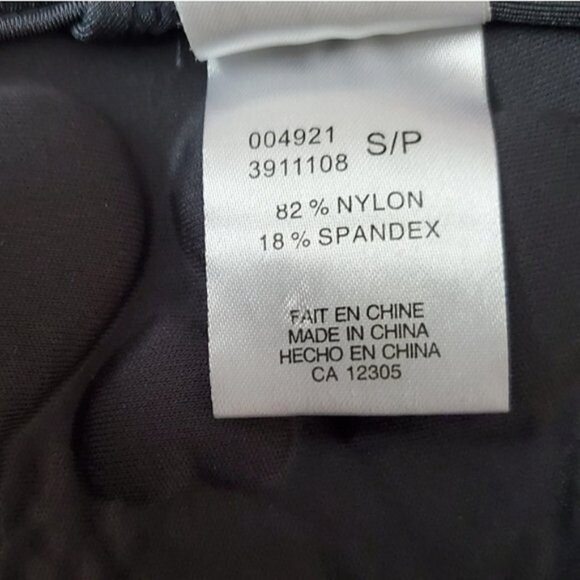 004921 S/P
3911108
82 % NYLON
18 % SPANDEX
FAIT EN CHINE
MADE IN CHINA
HECHO EN CHINA
CA 12305